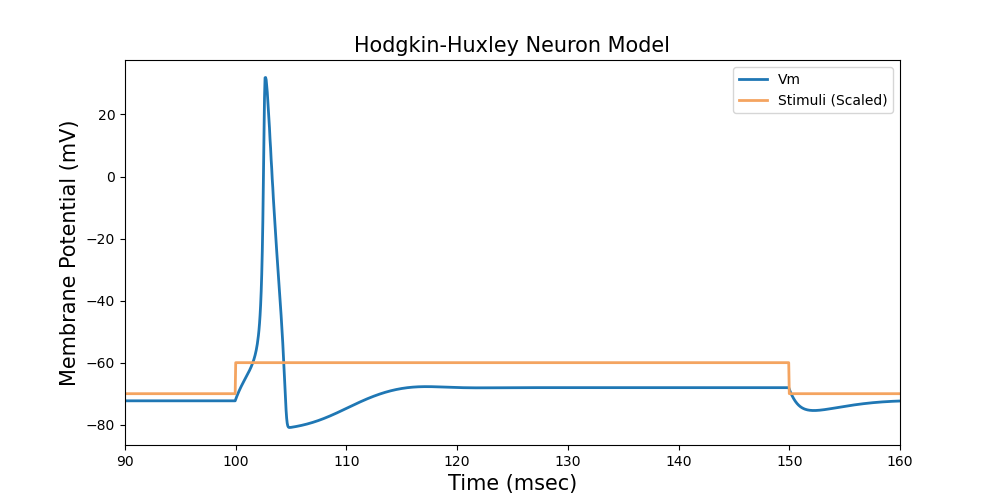 Hodgkin-Huxley Neuron Model
Vm
Stimuli (Scaled)
Membrane Potential (mV)
20
0
−20
−40
−60
−80
90 100 110 120 130 140 150 160
Time (msec)